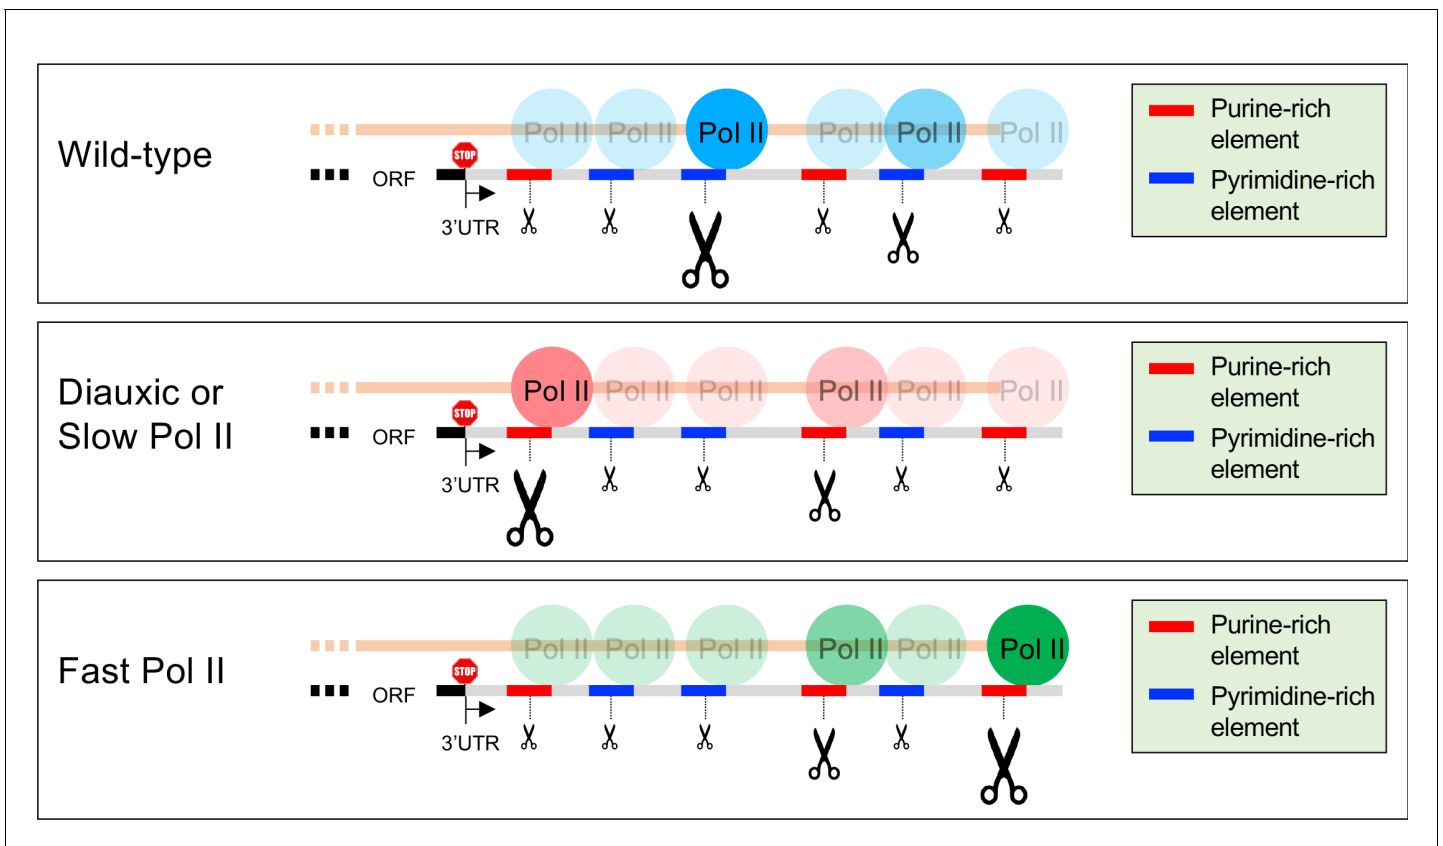 Wild-type
Pol II Pol II Pol II Pol II Pol II Pol II
STOP
ORF
3'UTR
Purine-rich
element
Pyrimidine-rich
element
Diauxic or
Slow Pol II
Pol II Pol II Pol II Pol II Pol II Pol II
STOP
ORF
3'UTR
Purine-rich
element
Pyrimidine-rich
element
Fast Pol II
Pol II Pol II Pol II Pol II Pol II Pol II
STOP
ORF
3'UTR
Purine-rich
element
Pyrimidine-rich
element